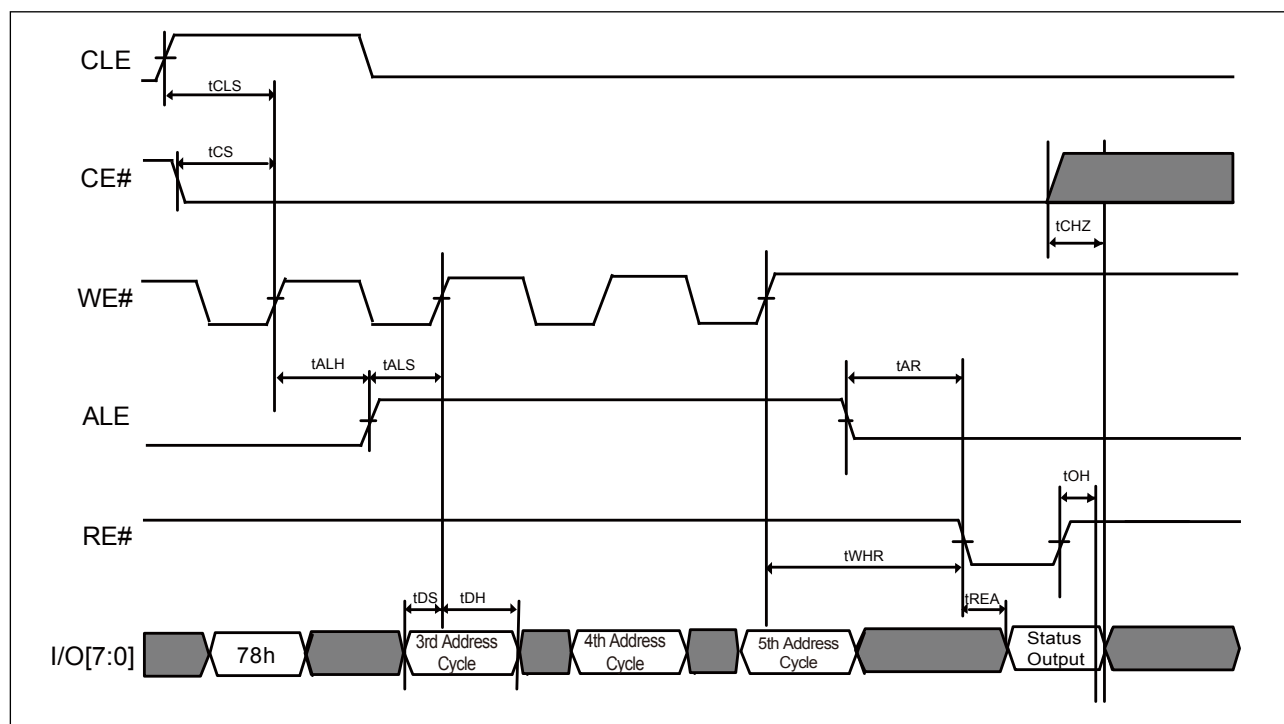 CLE
tCLS
CE#
tCS
tCHZ
WE#
tALH
tALS
tAR
ALE
tOH
RE#
tWHR
tDS
tDH
tREA
I/O[7:0]
78h
3rd Address
Cycle
4th Address
Cycle
5th Address
Cycle
Status
Output